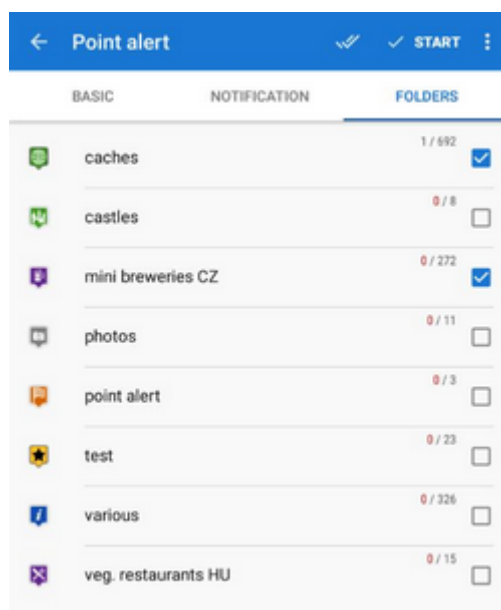 Point alert START
BASIC NOTIFICATION FOLDERS
caches 1 / 692
castles 0 / 8
mini breweries CZ 0 / 272
photos 0 / 11
point alert 0 / 3
test 0 / 23
various 0 / 326
veg. restaurants HU 0 / 15